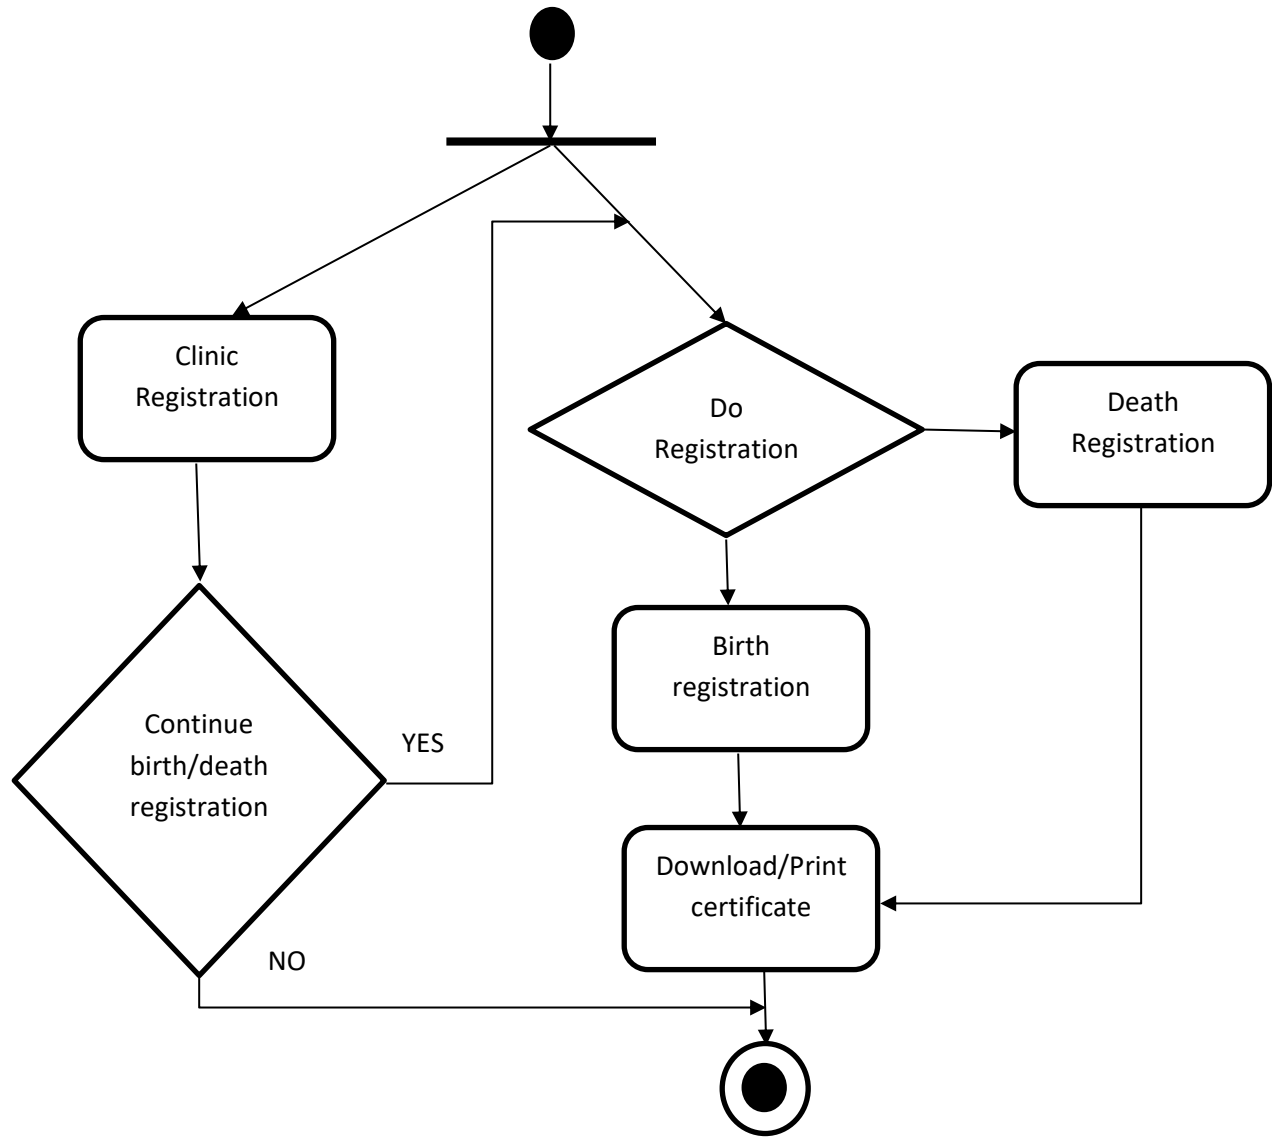 Clinic
Registration
Do
Registration
Death
Registration
Birth
registration
Continue
birth/death
registration
YES
Download/Print
certificate
NO